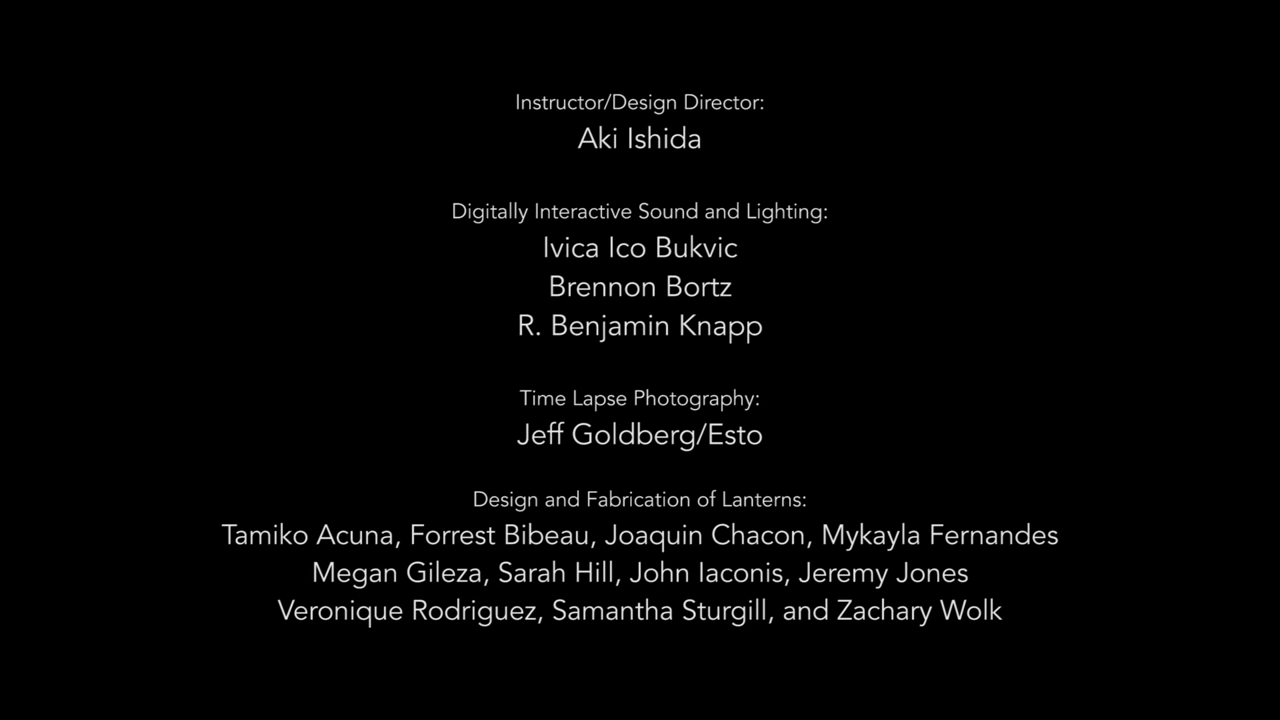 Instructor/Design Director:
Aki Ishida
Digitally Interactive Sound and Lighting:
Ivica Ico Bukvic
Brennon Bortz
R. Benjamin Knapp
Time Lapse Photography:
Jeff Goldberg/Esto
Design and Fabrication of Lanterns:
Tamiko Acuna, Forrest Bibeau, Joaquin Chacon, Mykayla Fernandes
Megan Gileza, Sarah Hill, John Iaconis, Jeremy Jones
Veronique Rodriguez, Samantha Sturgill, and Zachary Wolk